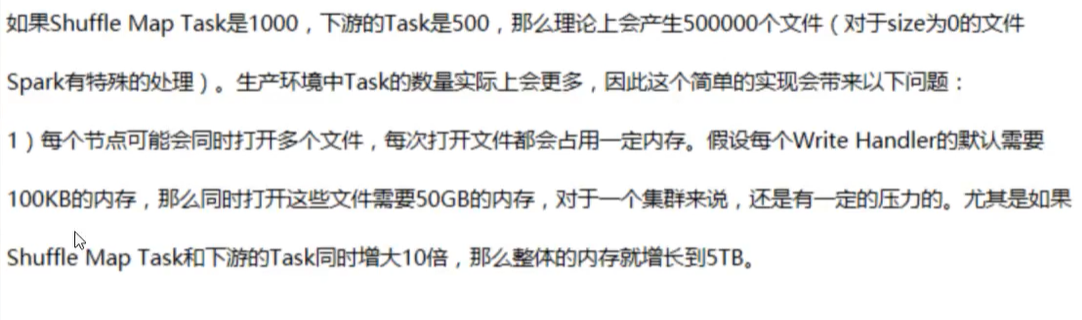 如果Shuffle Map Task是1000，下游的Task是500，那么理论上会产生500000个文件（对于size为0的文件
Spark有特殊的处理）。生产环境中Task的数量实际上会更多，因此这个简单的实现会带来以下问题：
1）每个节点可能会同时打开多个文件，每次打开文件都会占用一定内存。假设每个Write Handler的默认需要
100KB的内存，那么同时打开这些文件需要50GB的内存，对于一个集群来说，还是有一定的压力的。尤其是如果
Shuffle Map Task和下游的Task同时增大10倍，那么整体的内存就增长到5TB。